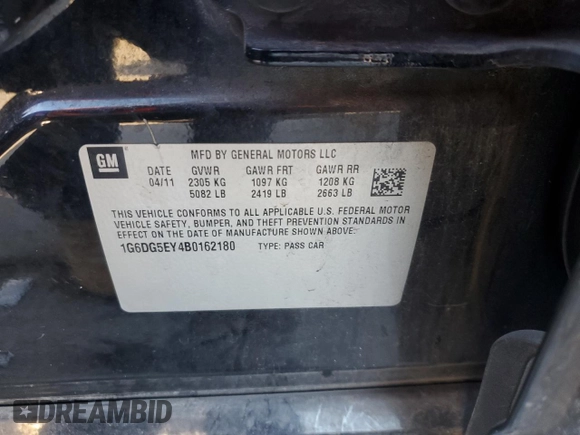 GM
MFD BY GENERAL MOTORS LLC
DATE GVWR GAWR FRT GAWR RR
04/11 2305 KG 1097 KG 1208 KG
5082 LB 2419 LB 2663 LB
THIS VEHICLE CONFORMS TO ALL APPLICABLE U.S. FEDERAL MOTOR
VEHICLE SAFETY, BUMPER, AND THEFT PREVENTION STANDARDS
IN EFFECT ON THE DATE OF MANUFACTURE SHOWN ABOVE.
1G6DG5EY4B0162180 TYPE: PASS CAR
DREAMBID